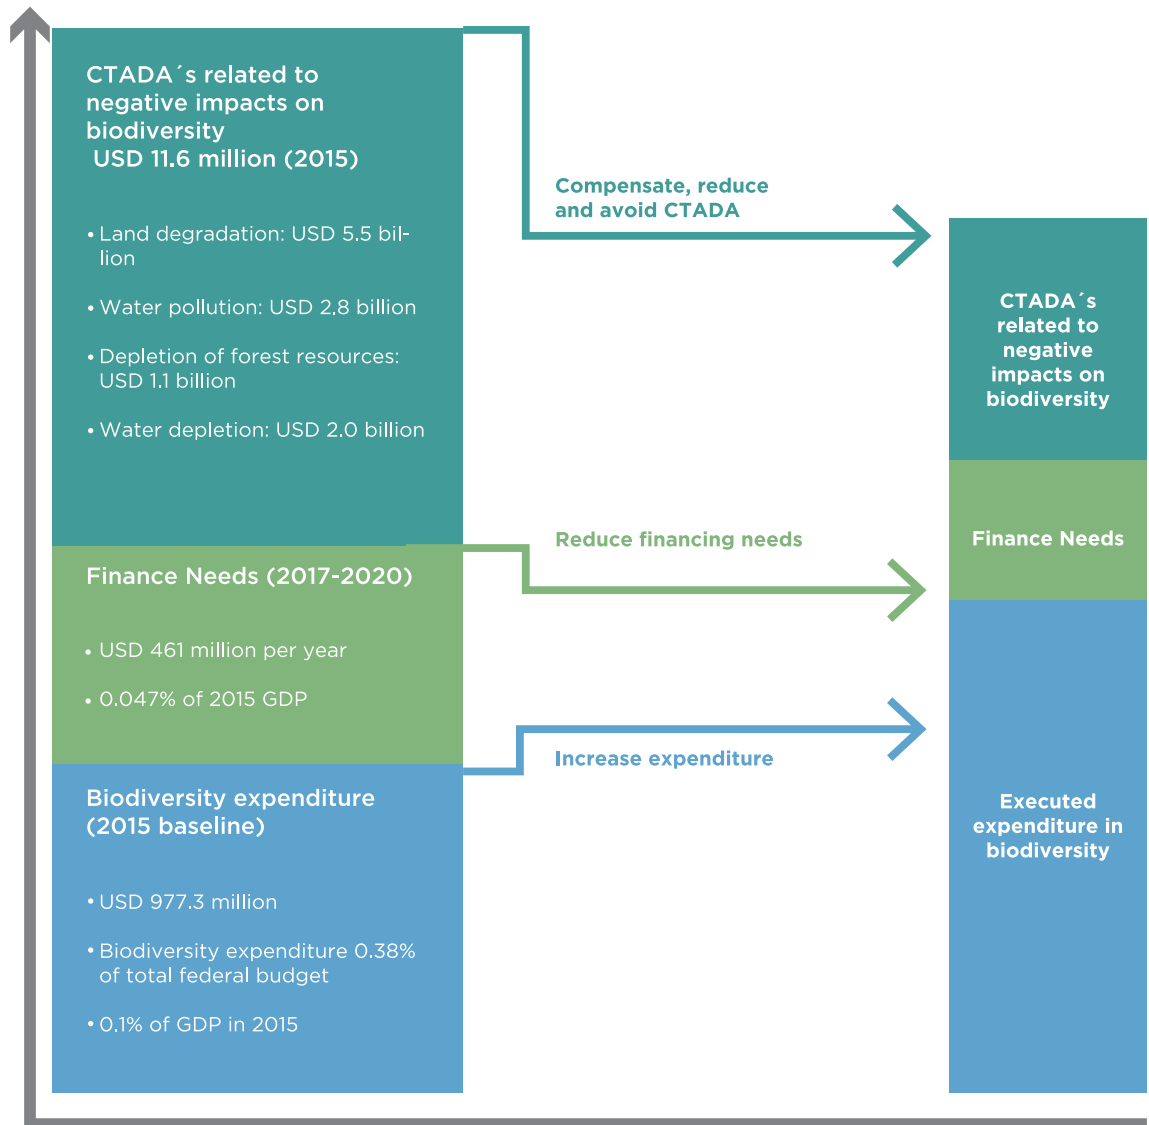 CTADA´s related to
negative impacts on
biodiversity
USD 11.6 million (2015)
• Land degradation: USD 5.5 bil-
lion
• Water pollution: USD 2.8 billion
• Depletion of forest resources:
USD 1.1 billion
• Water depletion: USD 2.0 billion
Finance Needs (2017-2020)
• USD 461 million per year
• 0.047% of 2015 GDP
Biodiversity expenditure
(2015 baseline)
• USD 977.3 million
• Biodiversity expenditure 0.38%
of total federal budget
• 0.1% of GDP in 2015
Compensate, reduce
and avoid CTADA
Reduce financing needs
Increase expenditure
CTADA´s
related to
negative
impacts on
biodiversity
Finance Needs
Executed
expenditure in
biodiversity